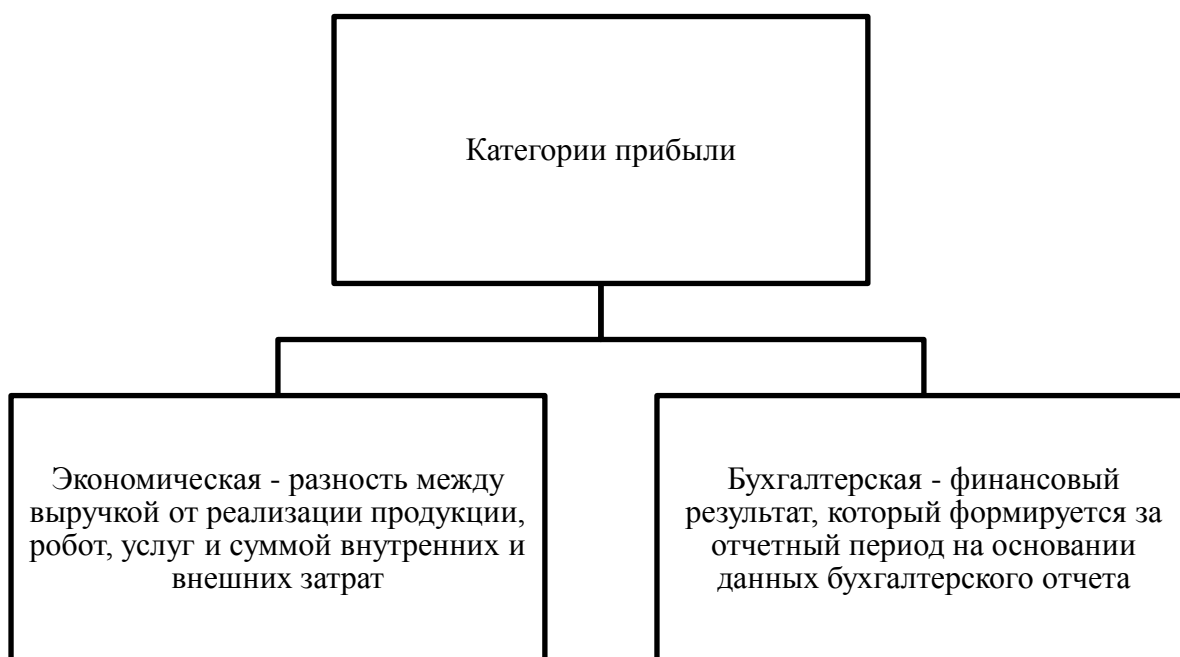 Категории прибыли
Экономическая - разность между
выручкой от реализации продукции,
робот, услуг и суммой внутренних и
внешних затрат
Бухгалтерская - финансовый
результат, который формируется за
отчетный период на основании
данных бухгалтерского отчета